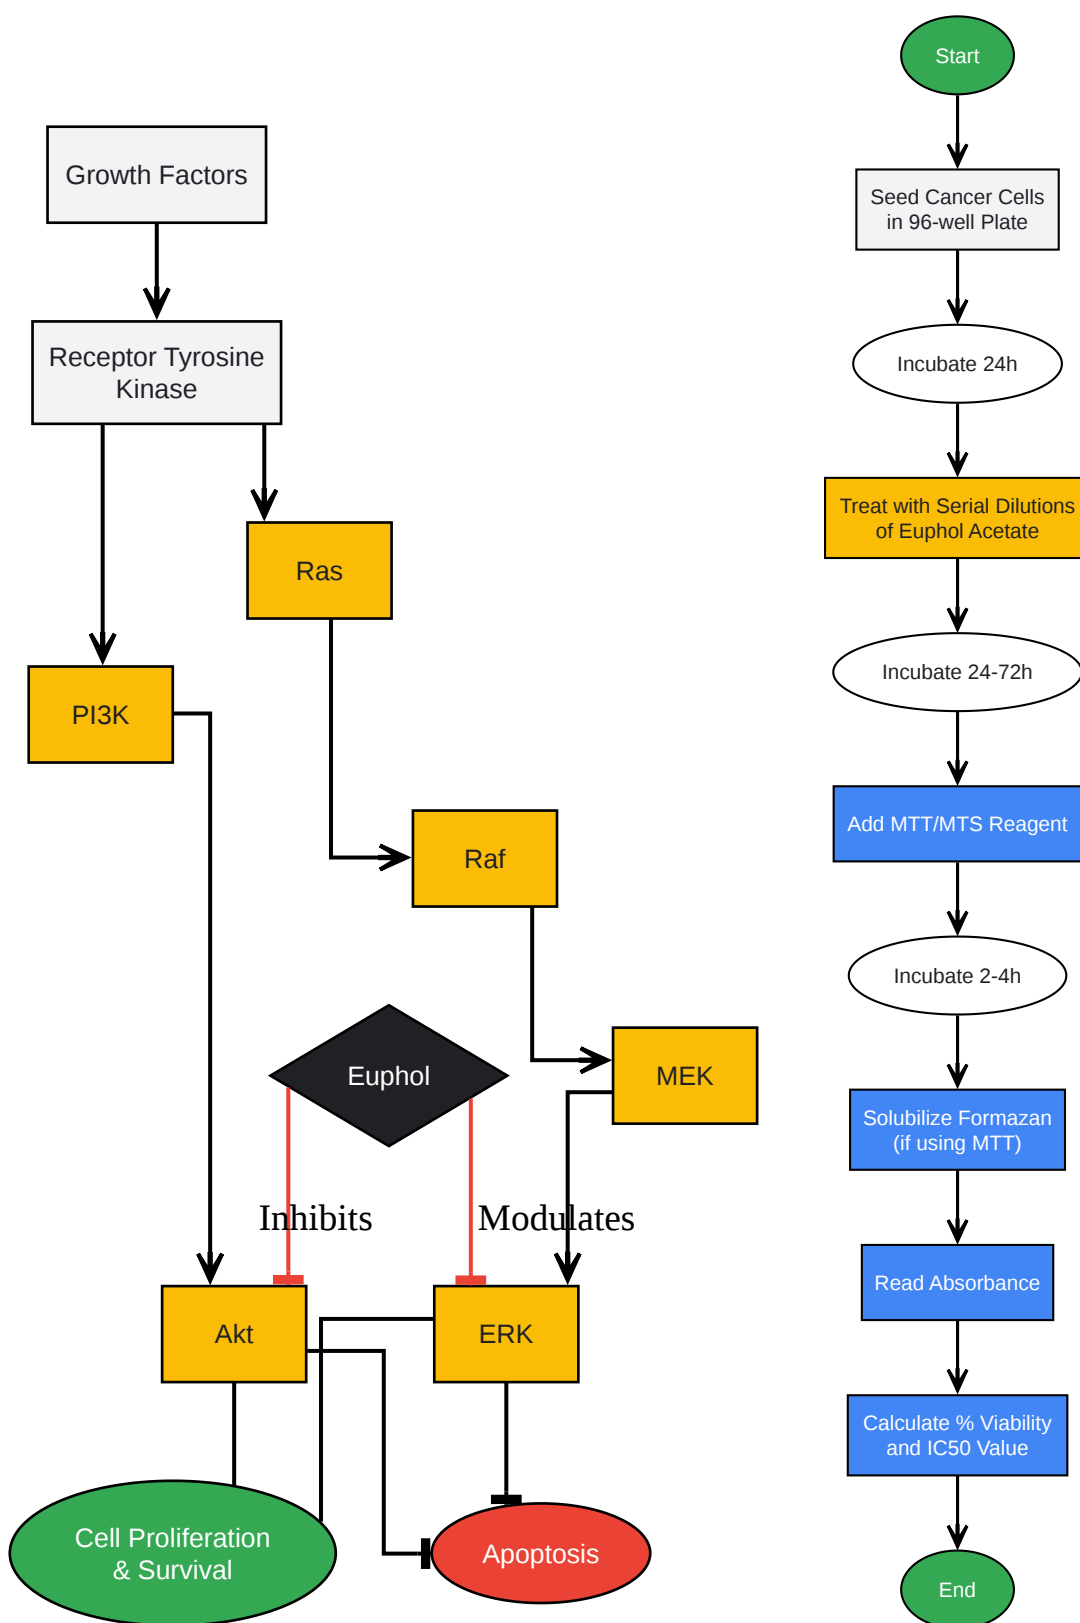 Growth Factors
Receptor Tyrosine
Kinase
Ras
PI3K
Raf
Euphol
MEK
Inhibits
Modulates
Akt
ERK
Cell Proliferation
& Survival
Apoptosis
Start
Seed Cancer Cells
in 96-well Plate
Incubate 24h
Treat with Serial Dilutions
of Euphol Acetate
Incubate 24-72h
Add MTT/MTS Reagent
Incubate 2-4h
Solubilize Formazan
(if using MTT)
Read Absorbance
Calculate % Viability
and IC50 Value
End